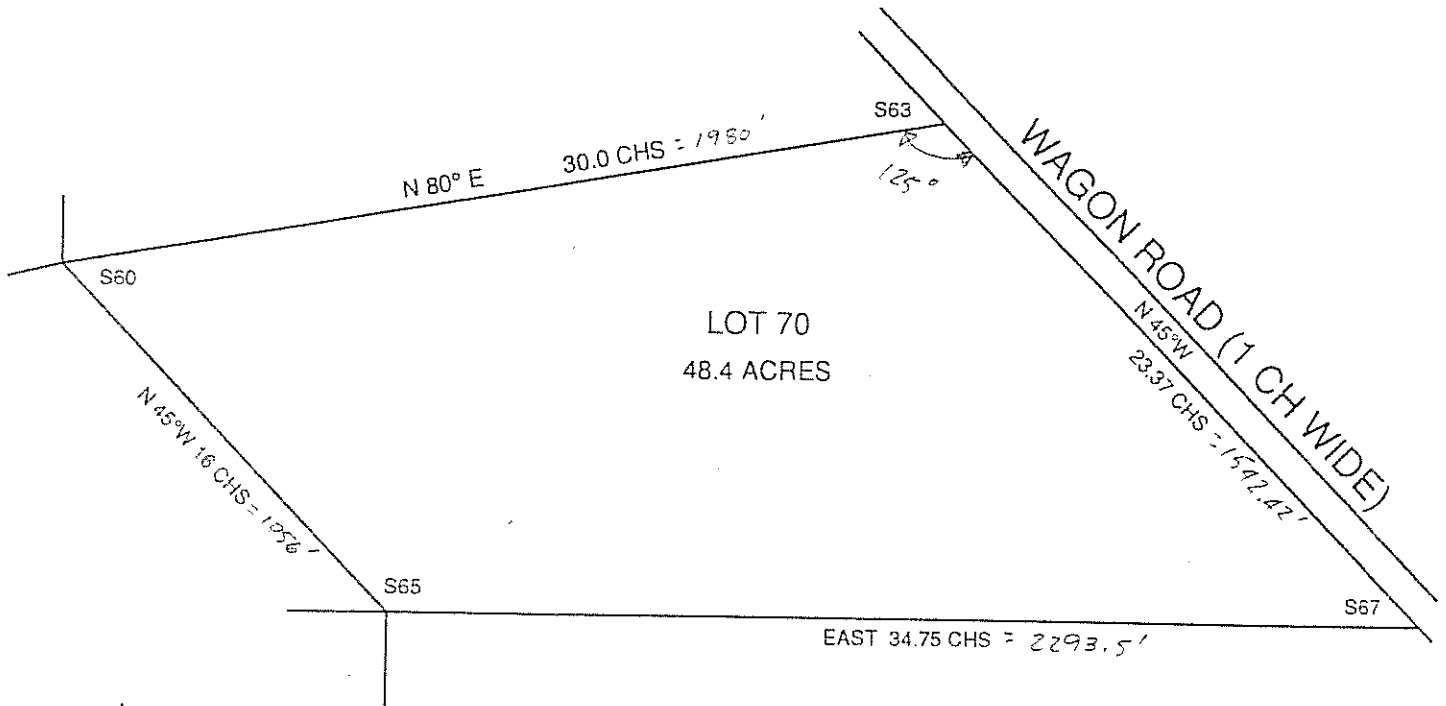 S63
N 80° E 30.0 CHS = 1980'
125°
WAGON ROAD (1 CH WIDE)
S60
LOT 70
48.4 ACRES
N 45°W
23.37 CHS = 1542.42'
N 45°W 16 CHS = 1056'
S65
S67
EAST 34.75 CHS = 2293.5'